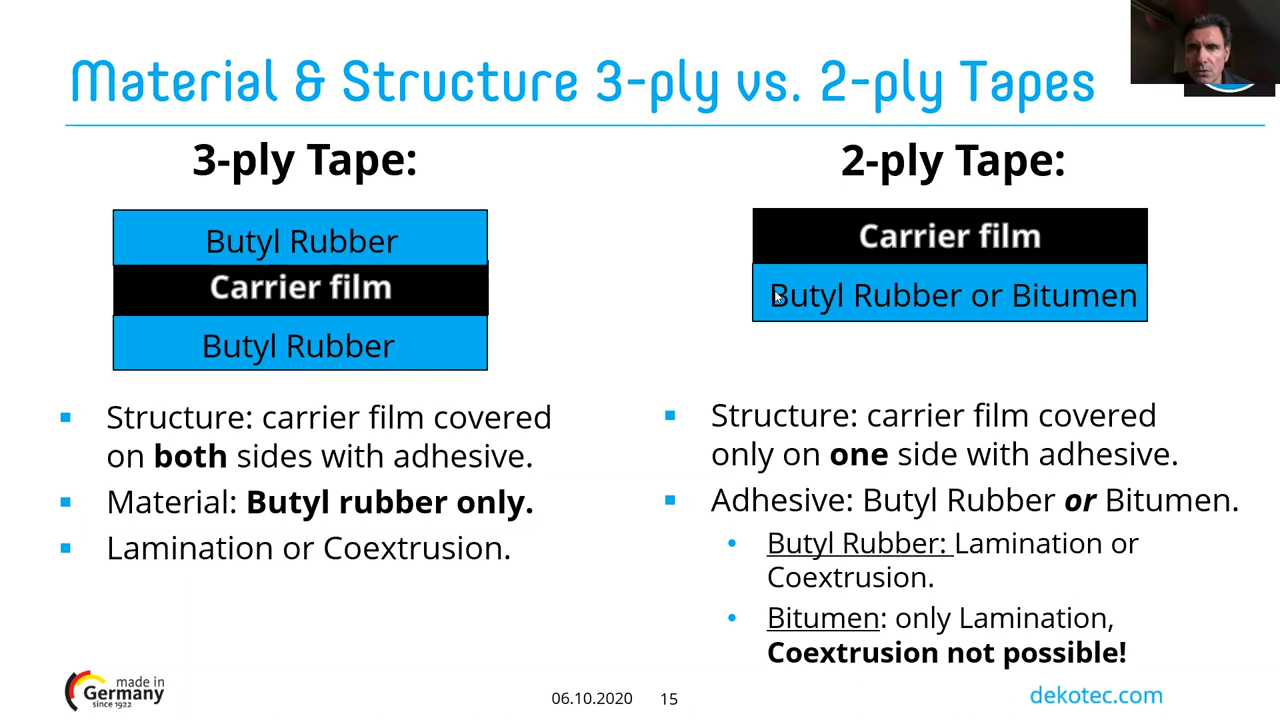 Material & Structure 3-ply vs. 2-ply Tapes
3-ply Tape:
Butyl Rubber
Carrier film
Butyl Rubber
▪ Structure: carrier film covered
on both sides with adhesive.
▪ Material: Butyl rubber only.
▪ Lamination or Coextrusion.
2-ply Tape:
Carrier film
Butyl Rubber or Bitumen
▪ Structure: carrier film covered
only on one side with adhesive.
▪ Adhesive: Butyl Rubber or Bitumen.
• Butyl Rubber: Lamination or
Coextrusion.
• Bitumen: only Lamination,
Coextrusion not possible!
made in
Germany
since 1922
06.10.2020 15
dekotec.com